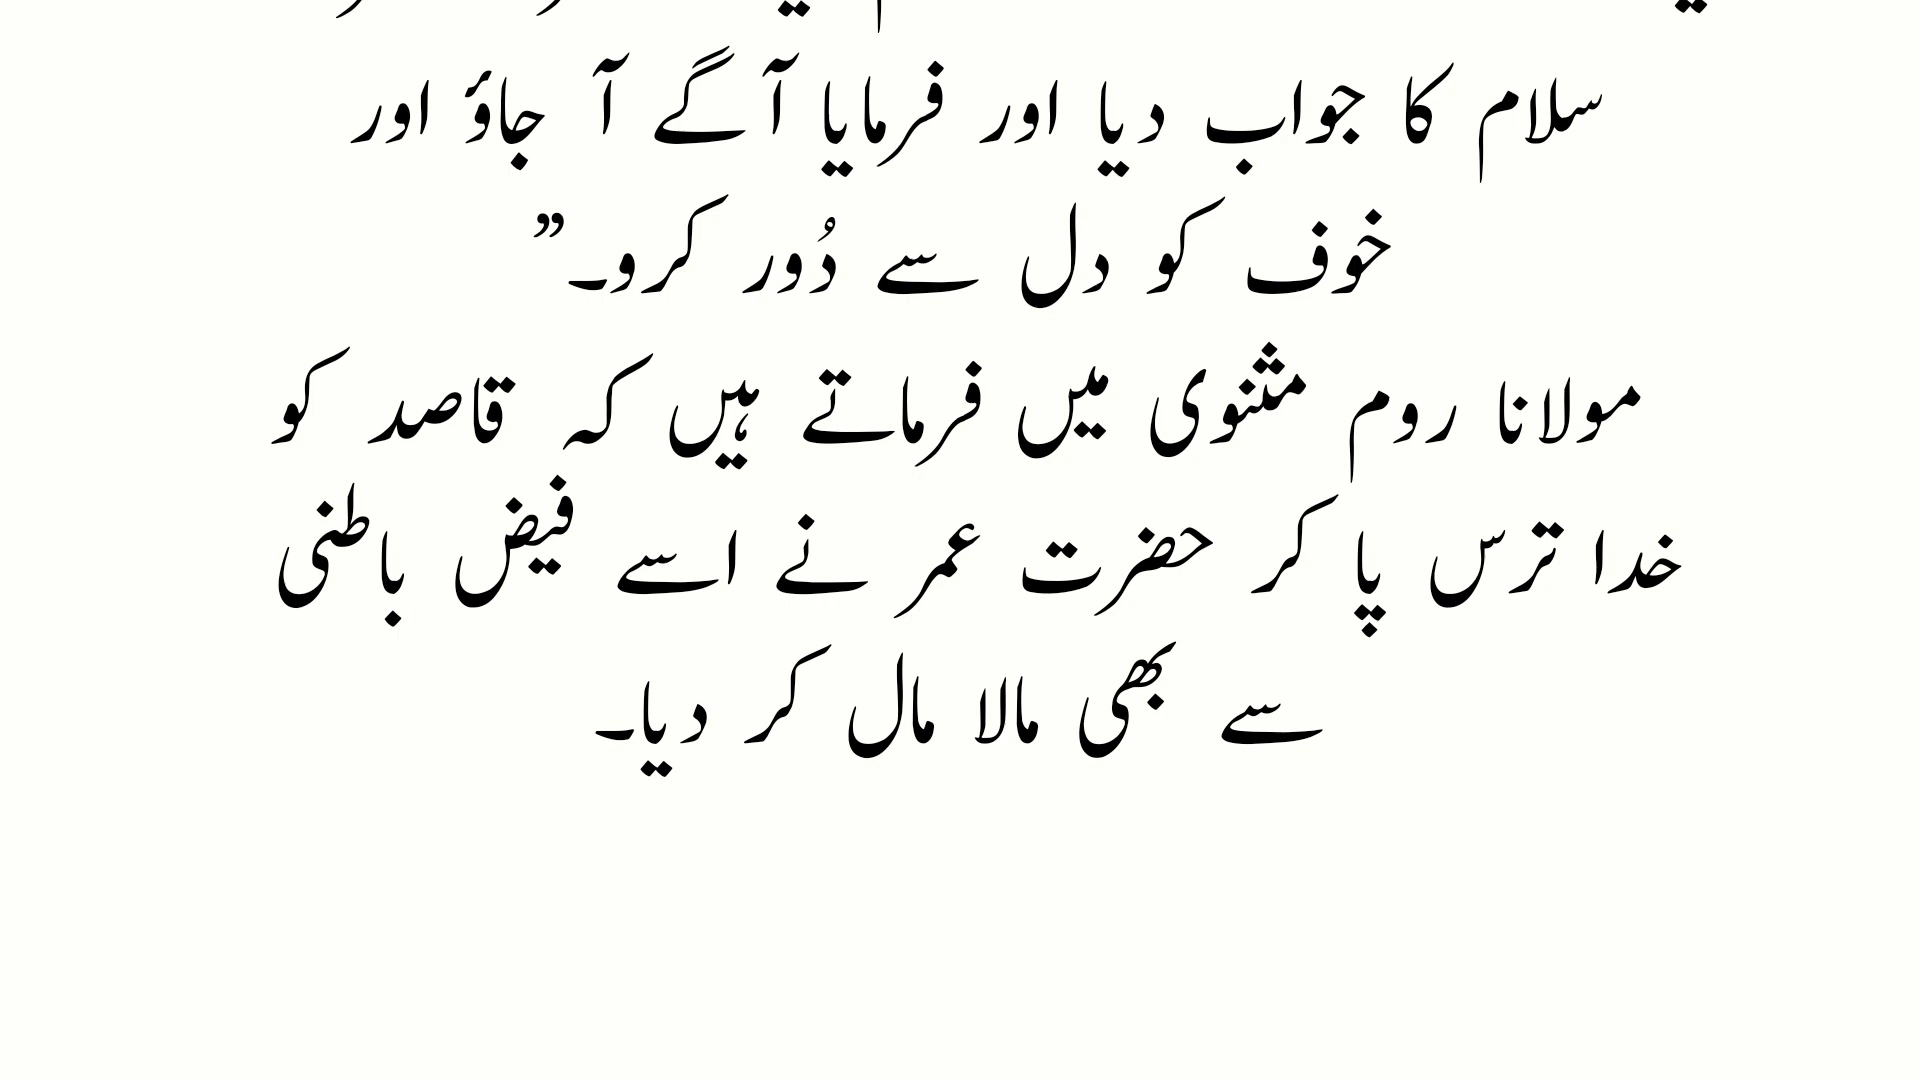 سلام کا جواب دیا اور فرمایا آگے آ جاؤ اور
خوف کو دل سے دُور کرو۔”
مولانا روم مثنوی میں فرماتے ہیں کہ قاصد کو
خدا ترس پا کر حضرت عمر نے اسے فیض باطنی
سے بھی مالا مال کر دیا۔